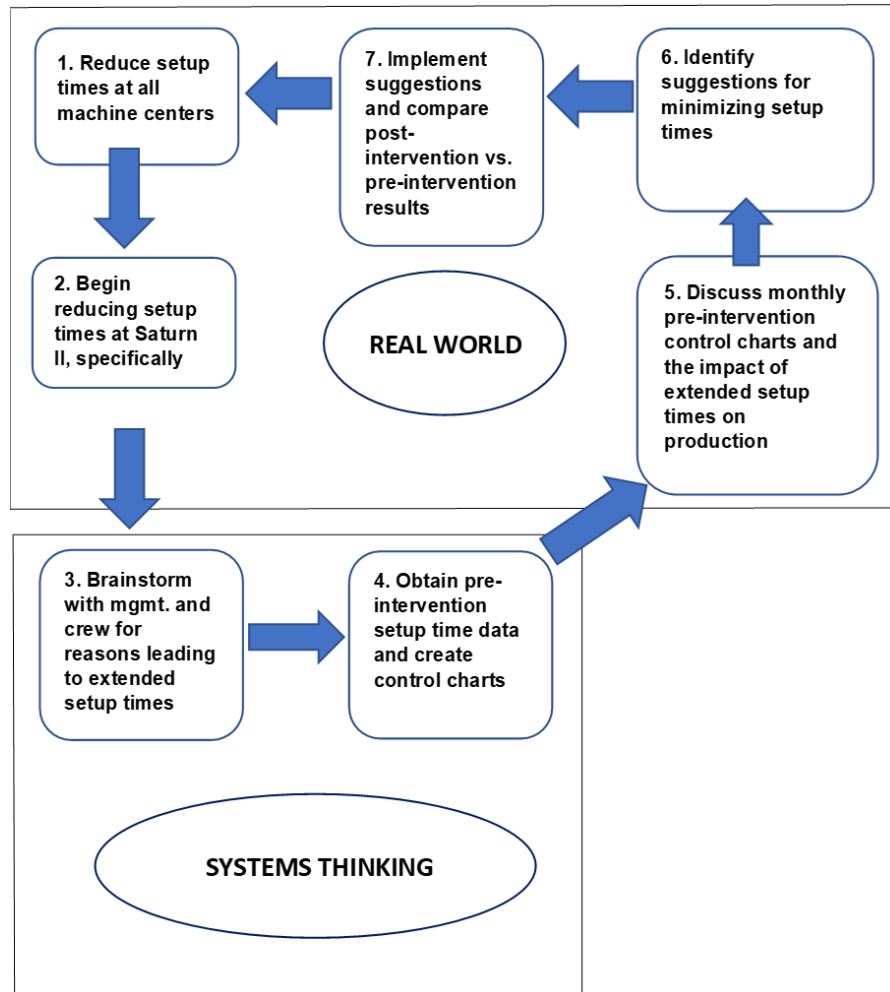 1. Reduce setup
times at all
machine centers
2. Begin
reducing setup
times at Saturn
II, specifically
3. Brainstorm
with mgmt. and
crew for
reasons leading
to extended
setup times
4. Obtain pre-
intervention
setup time data
and create
control charts
5. Discuss monthly
pre-intervention
control charts and
the impact of
extended setup
times on
production
6. Identify
suggestions for
minimizing setup
times
7. Implement
suggestions
and compare
post-
intervention vs.
pre-intervention
results
REAL WORLD
SYSTEMS THINKING